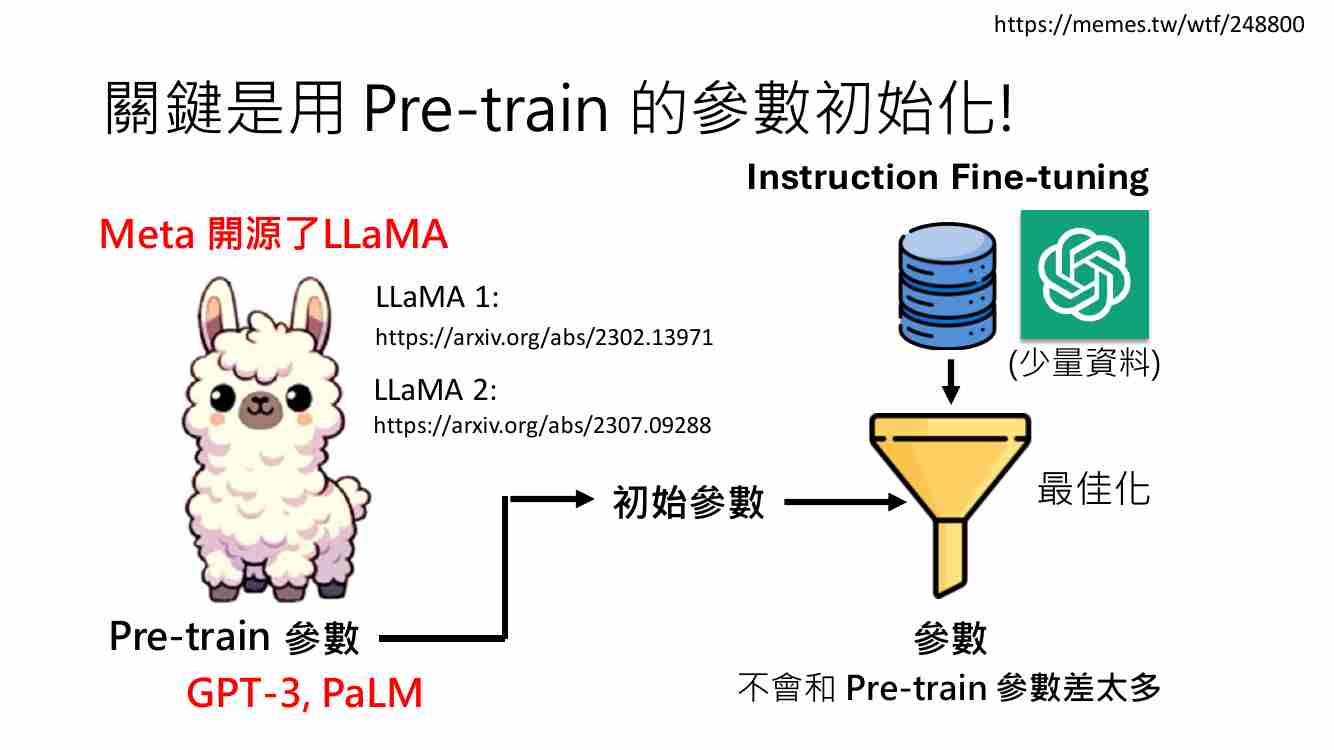 https://memes.tw/wtf/248800
關鍵是用 Pre-train 的參數初始化!
Instruction Fine-tuning
Meta 開源了LLaMA
LLaMA 1:
https://arxiv.org/abs/2302.13971
(少量資料)
LLaMA 2:
https://arxiv.org/abs/2307.09288
初始參數
最佳化
Pre-train 參數
參數
GPT-3, PaLM
不會和 Pre-train 參數差太多